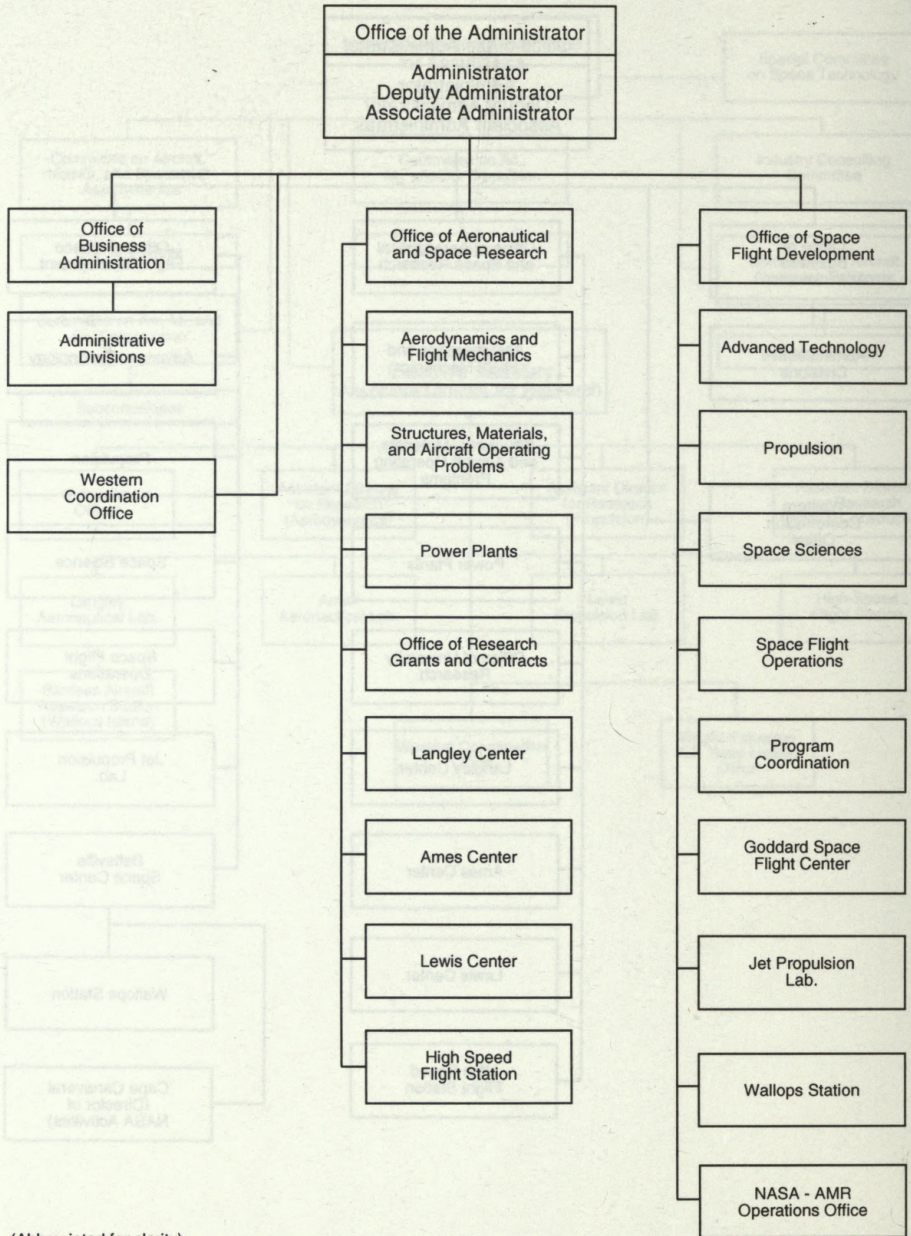 Office of the Administrator
Administrator
Deputy Administrator
Associate Administrator
Office of
Business
Administration
Administrative
Divisions
Western
Coordination
Office
Office of Aeronautical
and Space Research
Aerodynamics and
Flight Mechanics
Structures, Materials,
and Aircraft Operating
Problems
Power Plants
Office of Research
Grants and Contracts
Langley Center
Ames Center
Lewis Center
High Speed
Flight Station
Office of Space
Flight Development
Advanced Technology
Propulsion
Space Sciences
Space Flight
Operations
Program
Coordination
Goddard Space
Flight Center
Jet Propulsion
Lab.
Wallops Station
NASA - AMR
Operations Office
(Abbreviated for clarity)